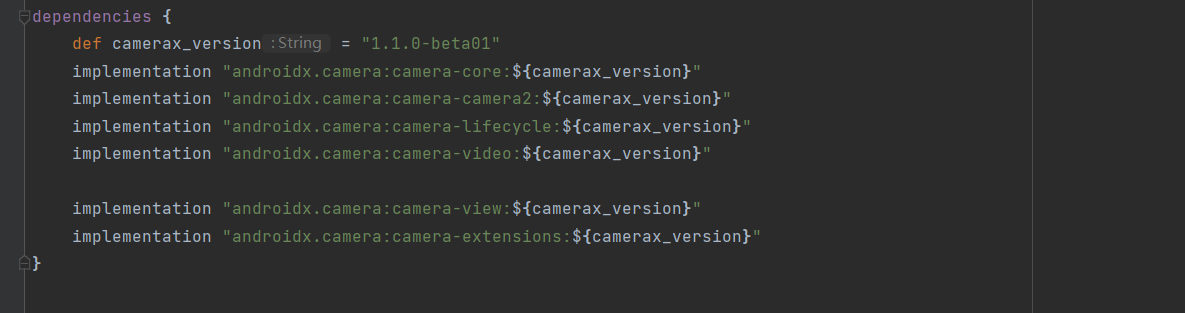 dependencies {
def camerax_version : String = "1.1.0-beta01"
implementation "androidx.camera:camera-core:${camerax_version}"
implementation "androidx.camera:camera-camera2:${camerax_version}"
implementation "androidx.camera:camera-lifecycle:${camerax_version}"
implementation "androidx.camera:camera-video:${camerax_version}"
implementation "androidx.camera:camera-view:${camerax_version}"
implementation "androidx.camera:camera-extensions:${camerax_version}"
}